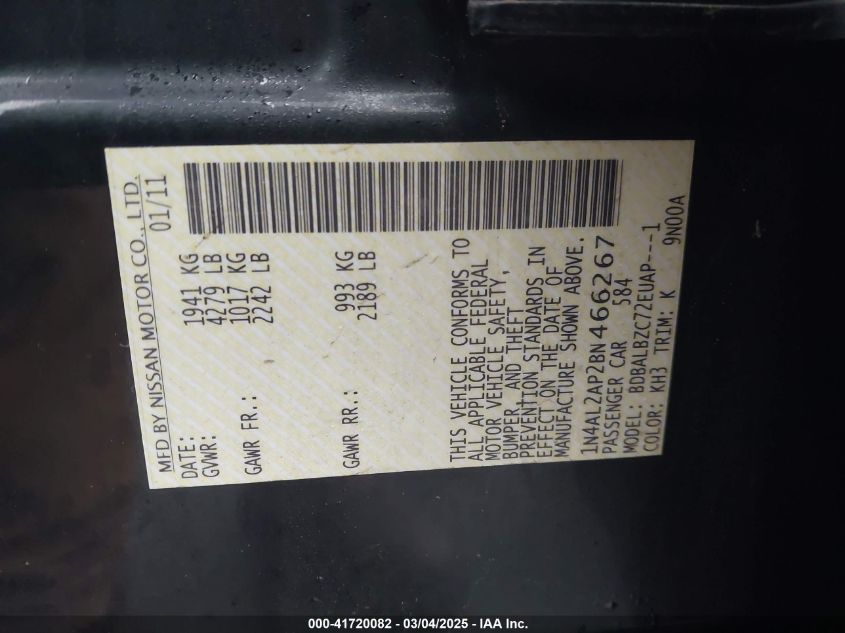 MFD BY NISSAN MOTOR CO., LTD.
DATE: 01/11
GVWR: 1941 KG
4279 LB
GAWR FR.: 1017 KG
2242 LB
GAWR RR.: 993 KG
2189 LB
THIS VEHICLE CONFORMS TO
ALL APPLICABLE FEDERAL
MOTOR VEHICLE SAFETY,
BUMPER, AND THEFT
PREVENTION STANDARDS IN
EFFECT ON THE DATE OF
MANUFACTURE SHOWN ABOVE.
1N4AL2AP2BN466267
PASSENGER CAR 584
MODEL: BDBALBZC72EUAP---1
COLOR: KH3 TRIM: K 9N00A
000-41720082 - 03/04/2025 - IAA Inc.